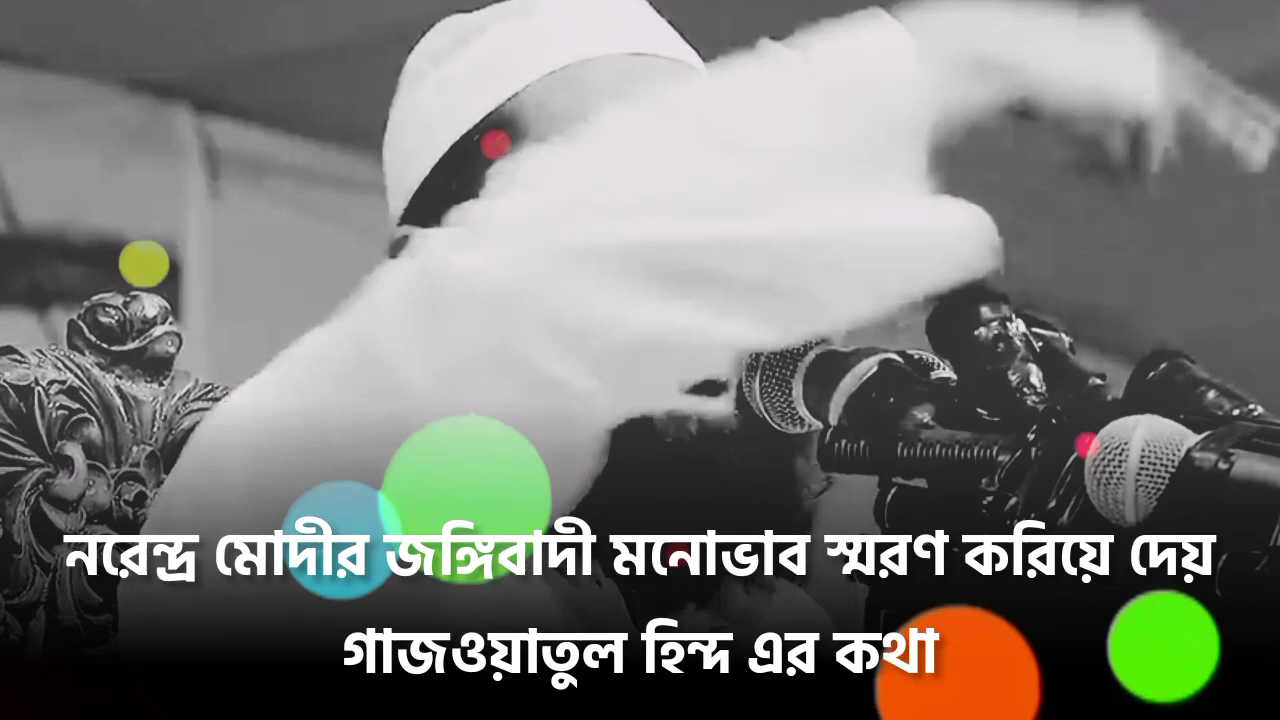 নরেন্দ্র মোদীর জঙ্গিবাদী মনোভাব স্মরণ করিয়ে দেয়
গাজওয়াতুল হিন্দ এর কথা